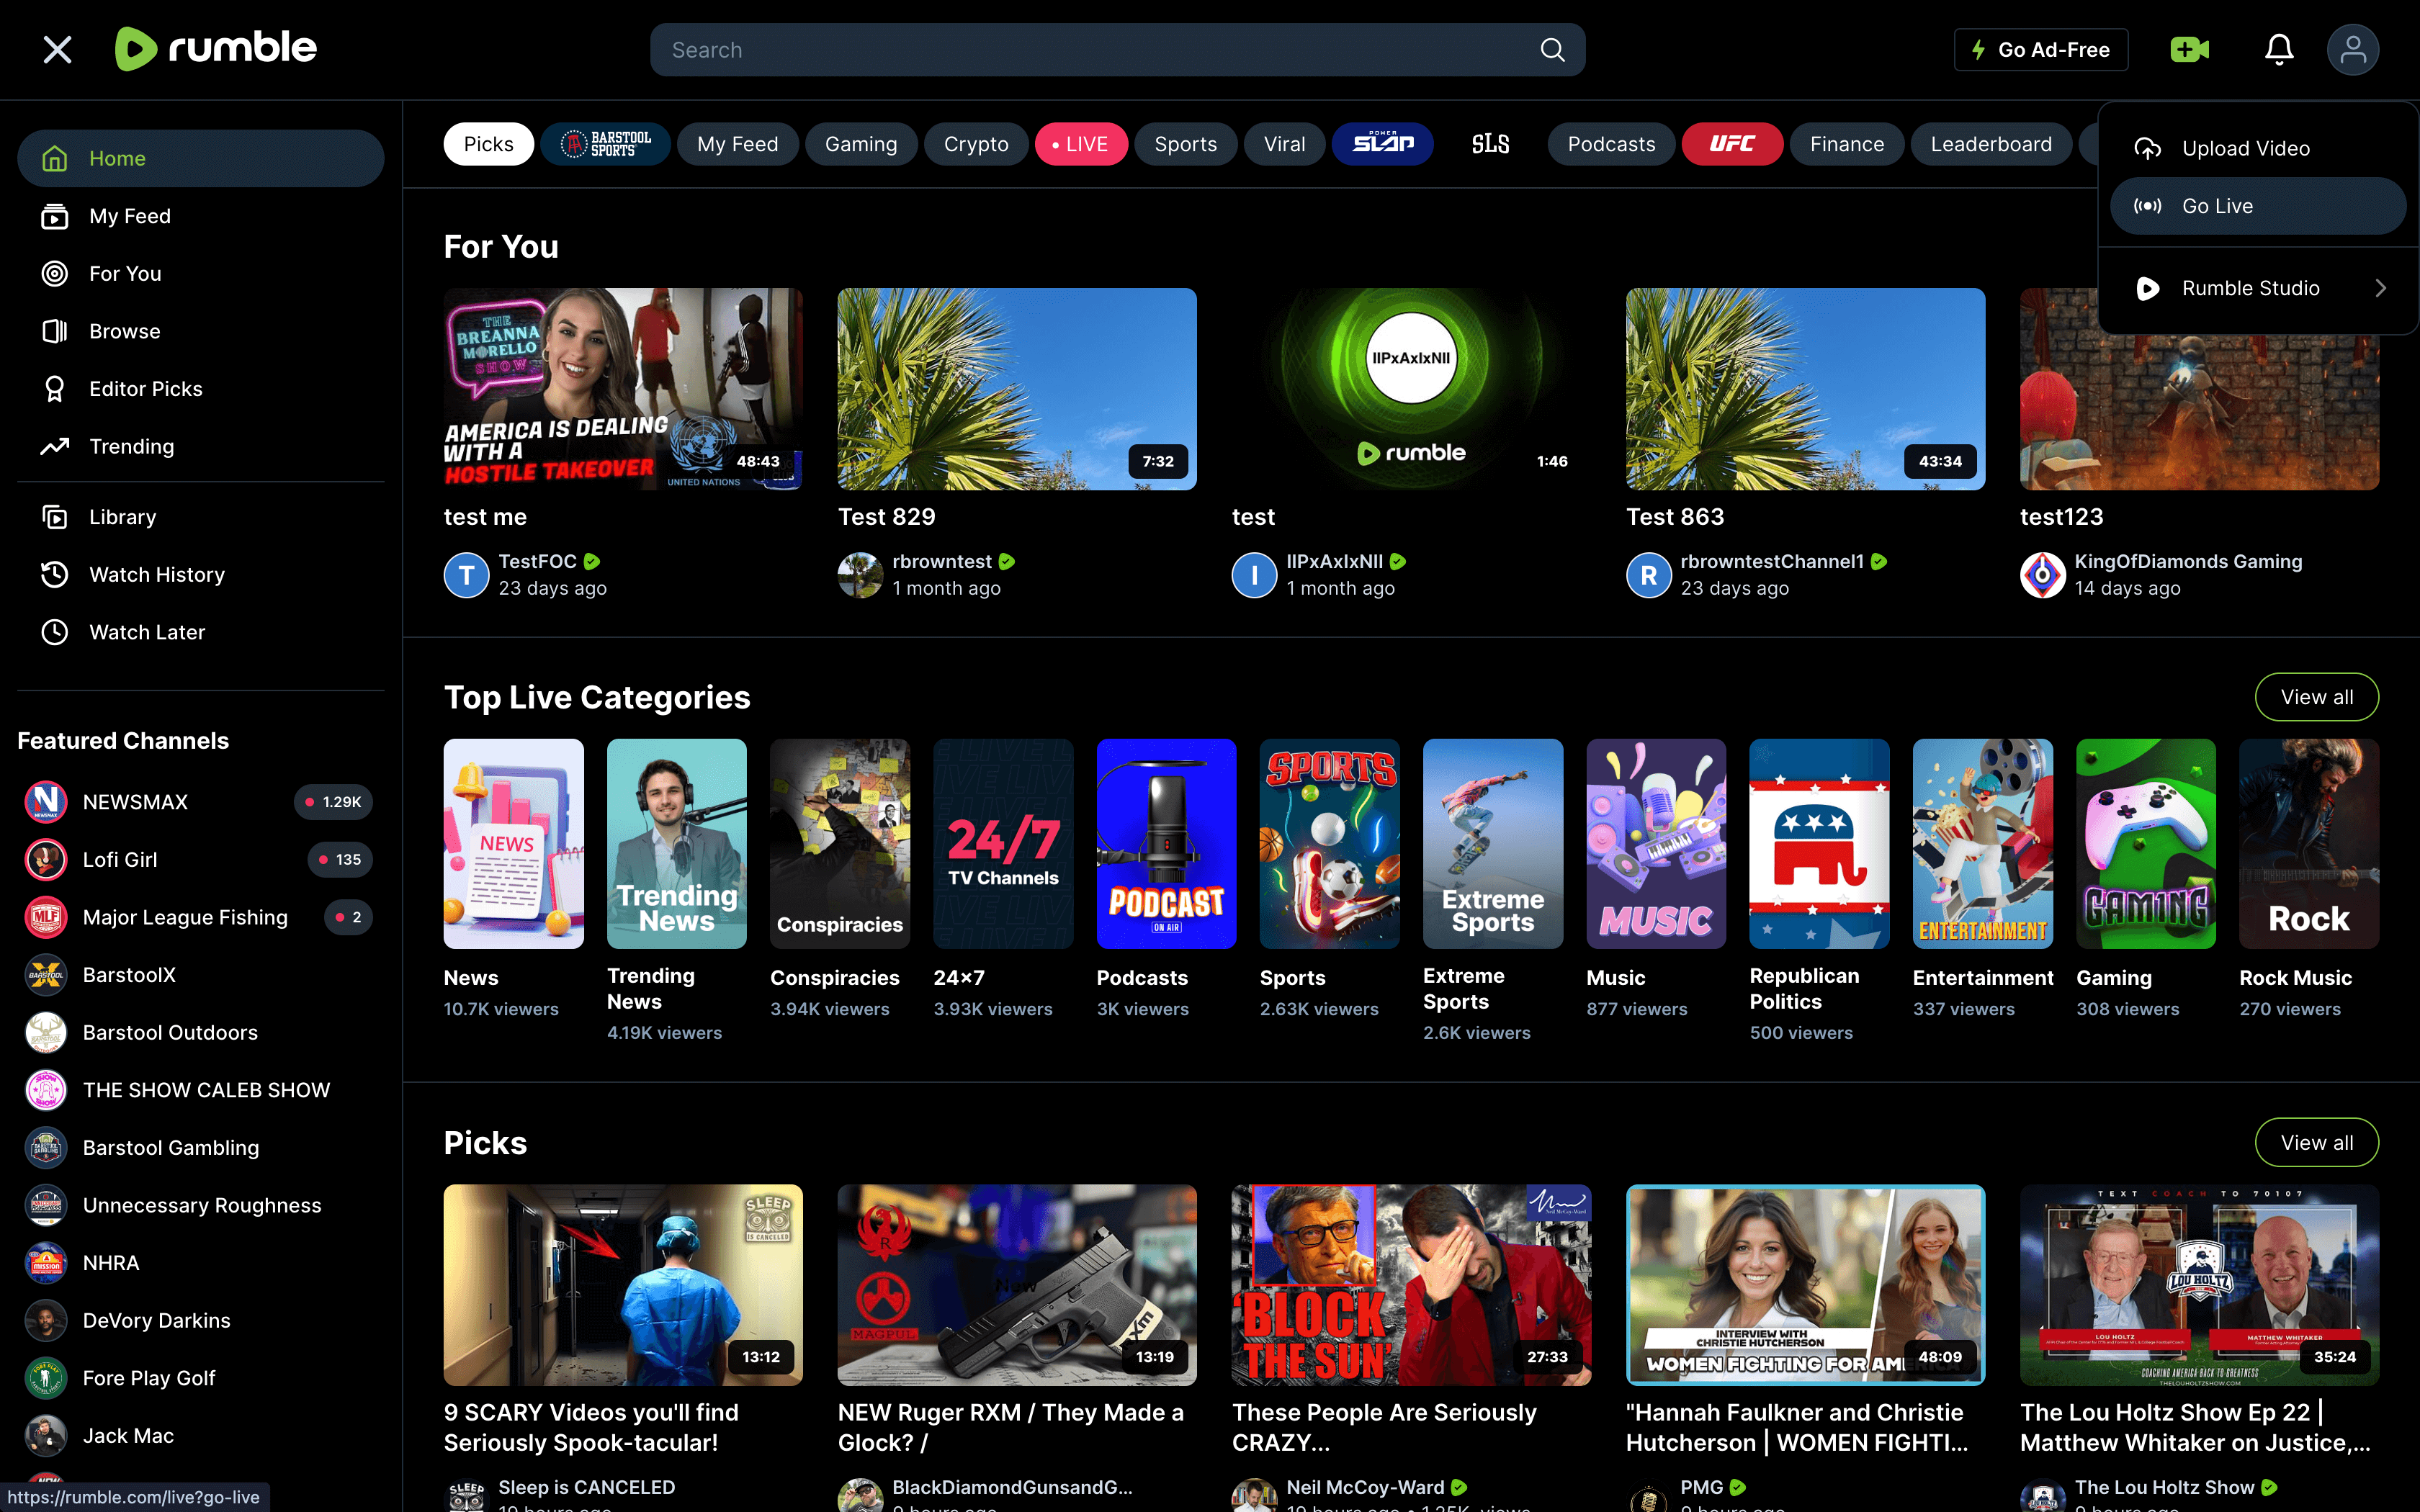 rumble
Search
Go Ad-Free
Home
My Feed
For You
Browse
Editor Picks
Trending
Library
Watch History
Watch Later
Featured Channels
NEWSMAX
1.29K
Lofi Girl
135
Major League Fishing
2
BarstoolX
Barstool Outdoors
THE SHOW CALEB SHOW
Barstool Gambling
Unnecessary Roughness
NHRA
DeVory Darkins
Fore Play Golf
Jack Mac
https://rumble.com/live?go-live
Picks
BARSTOOL
SPORTS
My Feed
Gaming
Crypto
LIVE
Sports
Viral
POWER
SLAP
SLS
Podcasts
UFC
Finance
Leaderboard
Upload Video
Go Live
Rumble Studio
For You
THE
BREANNA
MORELLO
SHOW
AMERICA IS DEALING
WITH A
HOSTILE TAKEOVER
UNITED NATIONS
48:43
7:32
IIPxAxIxNII
rumble
1:46
43:34
test me
TestFOC
23 days ago
Test 829
rbrowntest
1 month ago
test
IIPxAxIxNII
1 month ago
Test 863
rbrowntestChannel1
23 days ago
test123
KingOfDiamonds Gaming
14 days ago
Top Live Categories
View all
NEWS
Trending
News
Conspiracies
24/7
TV Channels
PODCAST
ON AIR
SPORTS
Extreme
Sports
MUSIC
ENTERTAINMENT
GAMING
Rock
News
10.7K viewers
Trending
News
4.19K viewers
Conspiracies
3.94K viewers
24×7
3.93K viewers
Podcasts
3K viewers
Sports
2.63K viewers
Extreme
Sports
2.6K viewers
Music
877 viewers
Republican
Politics
500 viewers
Entertainment
337 viewers
Gaming
308 viewers
Rock Music
270 viewers
Picks
View all
SLEEP
IS CANCELED
13:12
MAGPUL
13:19
Neil McCoy-Ward
'BLOCK
THE SUN'
27:33
INTERVIEW WITH
CHRISTIE HUTCHERSON
WOMEN FIGHTING FOR AM
48:09
TEXT COACH TO 70107
LOU HOLTZ
LOU HOLTZ
MATTHEW WHITAKER
COACHING AMERICA BACK TO GREATNESS
THELOUHOLTZSHOW.COM
35:24
9 SCARY Videos you'll find
Seriously Spook-tacular!
Sleep is CANCELED
NEW Ruger RXM / They Made a
Glock? /
BlackDiamondGunsandG...
These People Are Seriously
CRAZY...
Neil McCoy-Ward
"Hannah Faulkner and Christie
Hutcherson | WOMEN FIGHTI...
PMG
The Lou Holtz Show Ep 22 |
Matthew Whitaker on Justice,...
The Lou Holtz Show